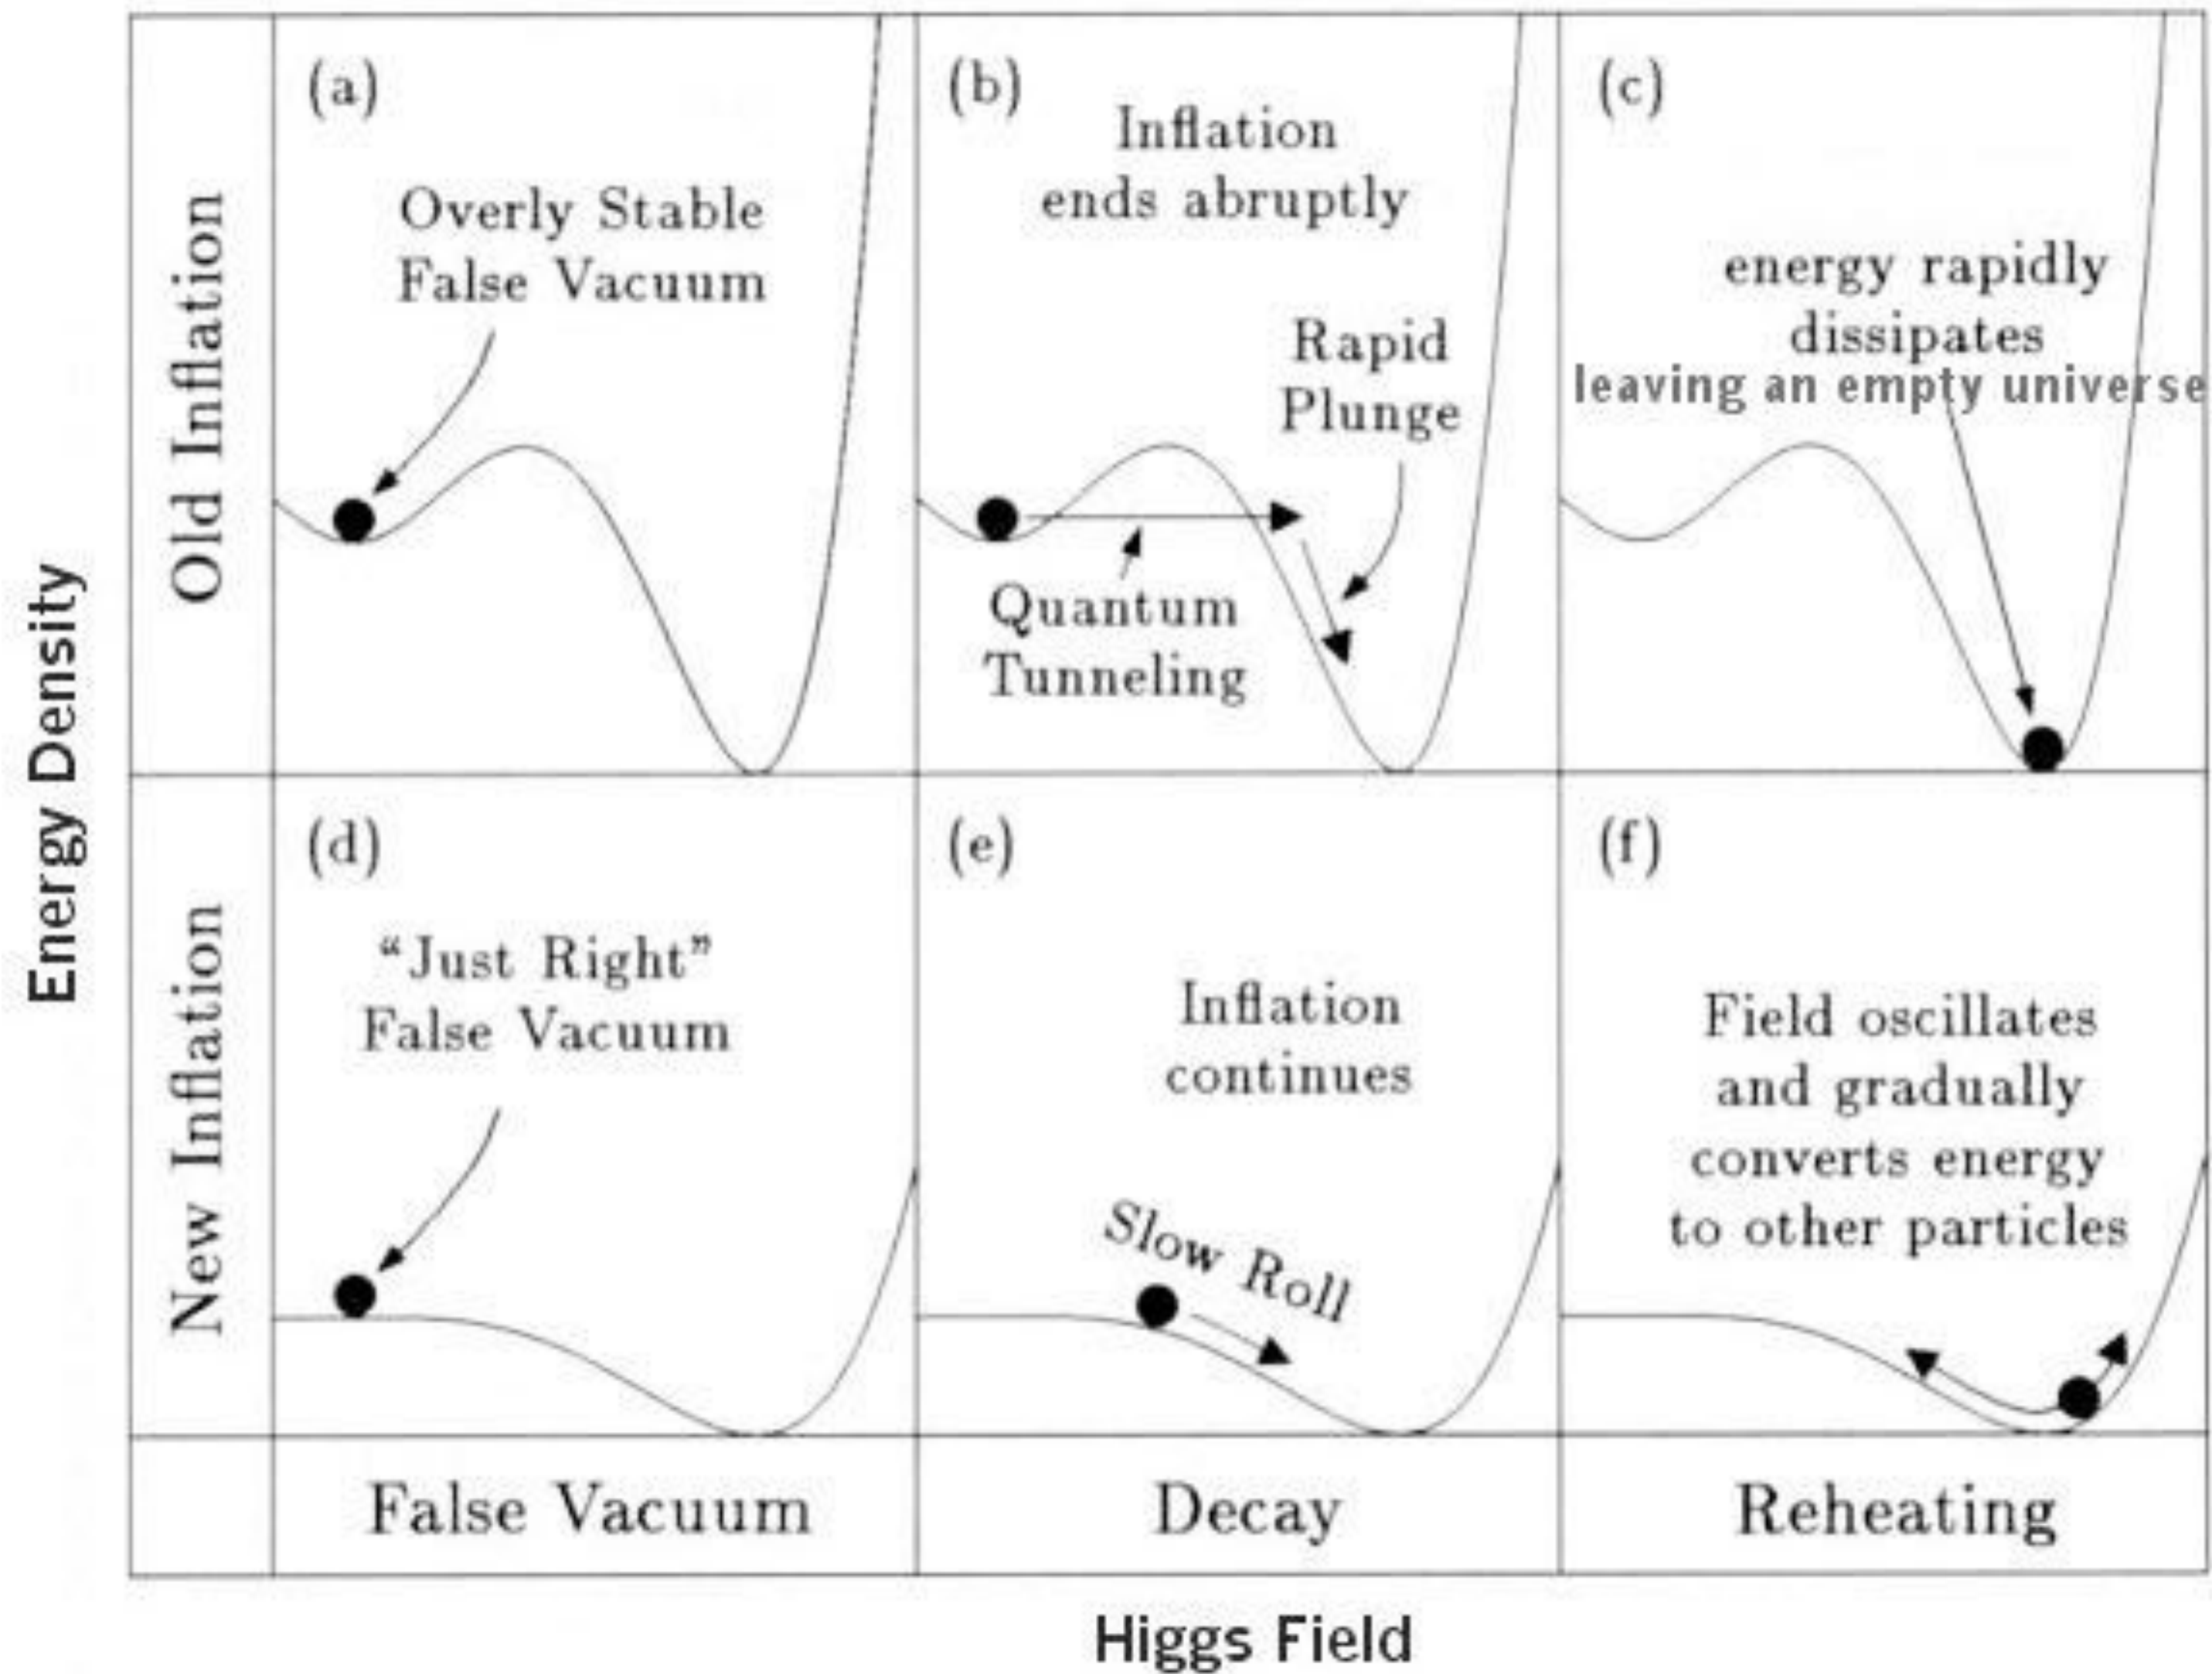 Energy Density
Old Inflation
(a)
Overly Stable
False Vacuum
(b)
Inflation
ends abruptly
Rapid
Plunge
Quantum
Tunneling
(c)
energy rapidly
dissipates
leaving an empty universe
New Inflation
(d)
“Just Right”
False Vacuum
(e)
Inflation
continues
Slow Roll
(f)
Field oscillates
and gradually
converts energy
to other particles
False Vacuum
Decay
Reheating
Higgs Field